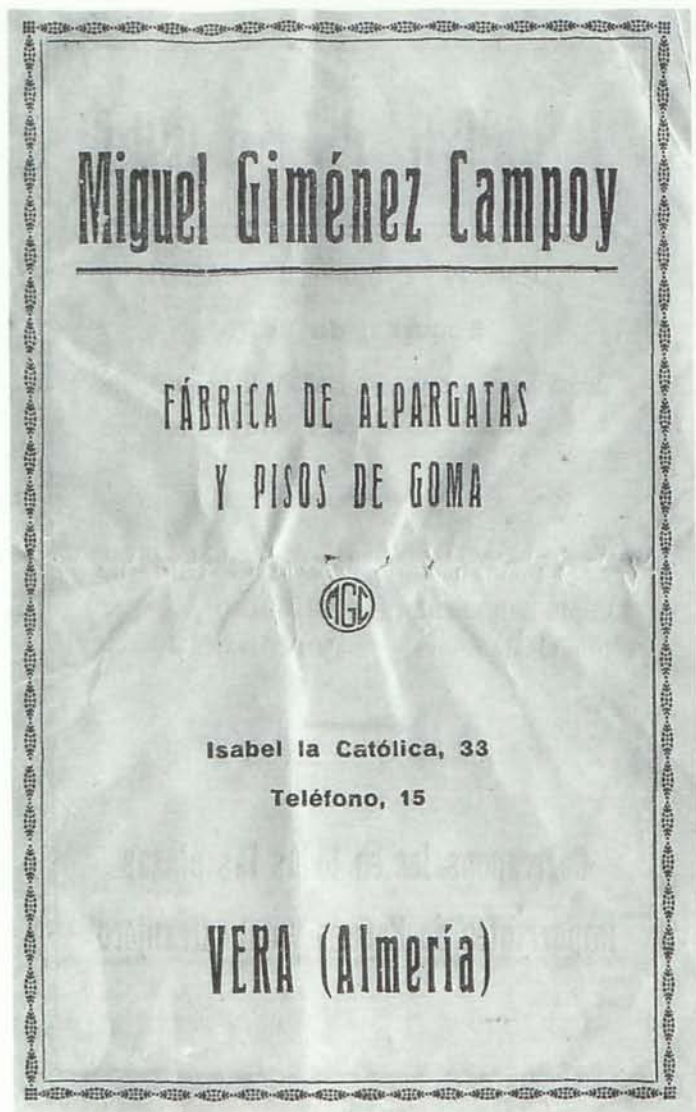 Miguel Giménez Campoy
FÁBRICA DE ALPARGATAS
Y PISOS DE GOMA
MGC
Isabel la Católica, 33
Teléfono, 15
VERA (Almería)